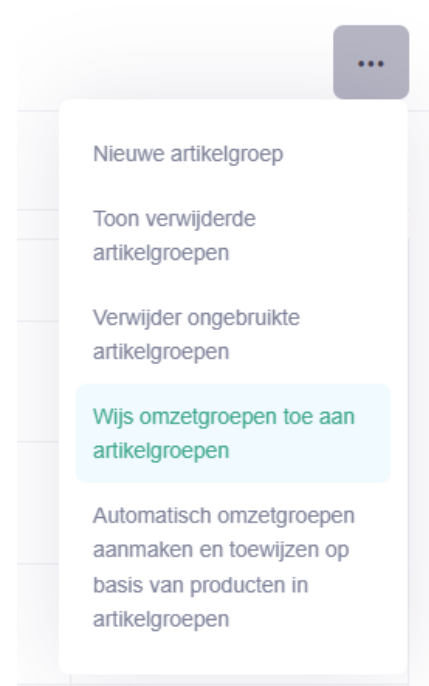 Nieuwe artikelgroep
Toon verwijderde
artikelgroepen
Verwijder ongebruikte
artikelgroepen
Wijs omzetgroepen toe aan
artikelgroepen
Automatisch omzetgroepen
aanmaken en toewijzen op
basis van producten in
artikelgroepen